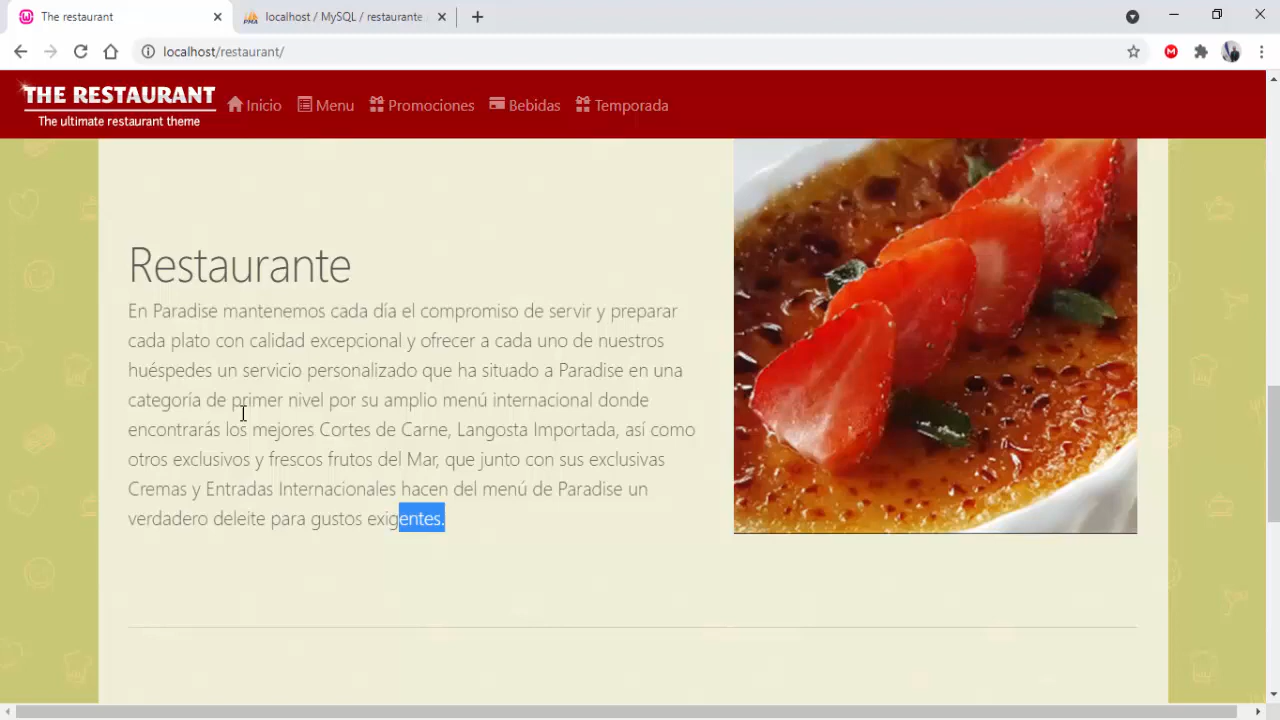 The restaurant
localhost / MySQL / restaurante
localhost/restaurant/
THE RESTAURANT
The ultimate restaurant theme
Inicio Menu Promociones Bebidas Temporada
Restaurante
En Paradise mantenemos cada día el compromiso de servir y preparar
cada plato con calidad excepcional y ofrecer a cada uno de nuestros
huéspedes un servicio personalizado que ha situado a Paradise en una
categoría de primer nivel por su amplio menú internacional donde
encontrarás los mejores Cortes de Carne, Langosta Importada, así como
otros exclusivos y frescos frutos del Mar, que junto con sus exclusivas
Cremas y Entradas Internacionales hacen del menú de Paradise un
verdadero deleite para gustos exigentes.